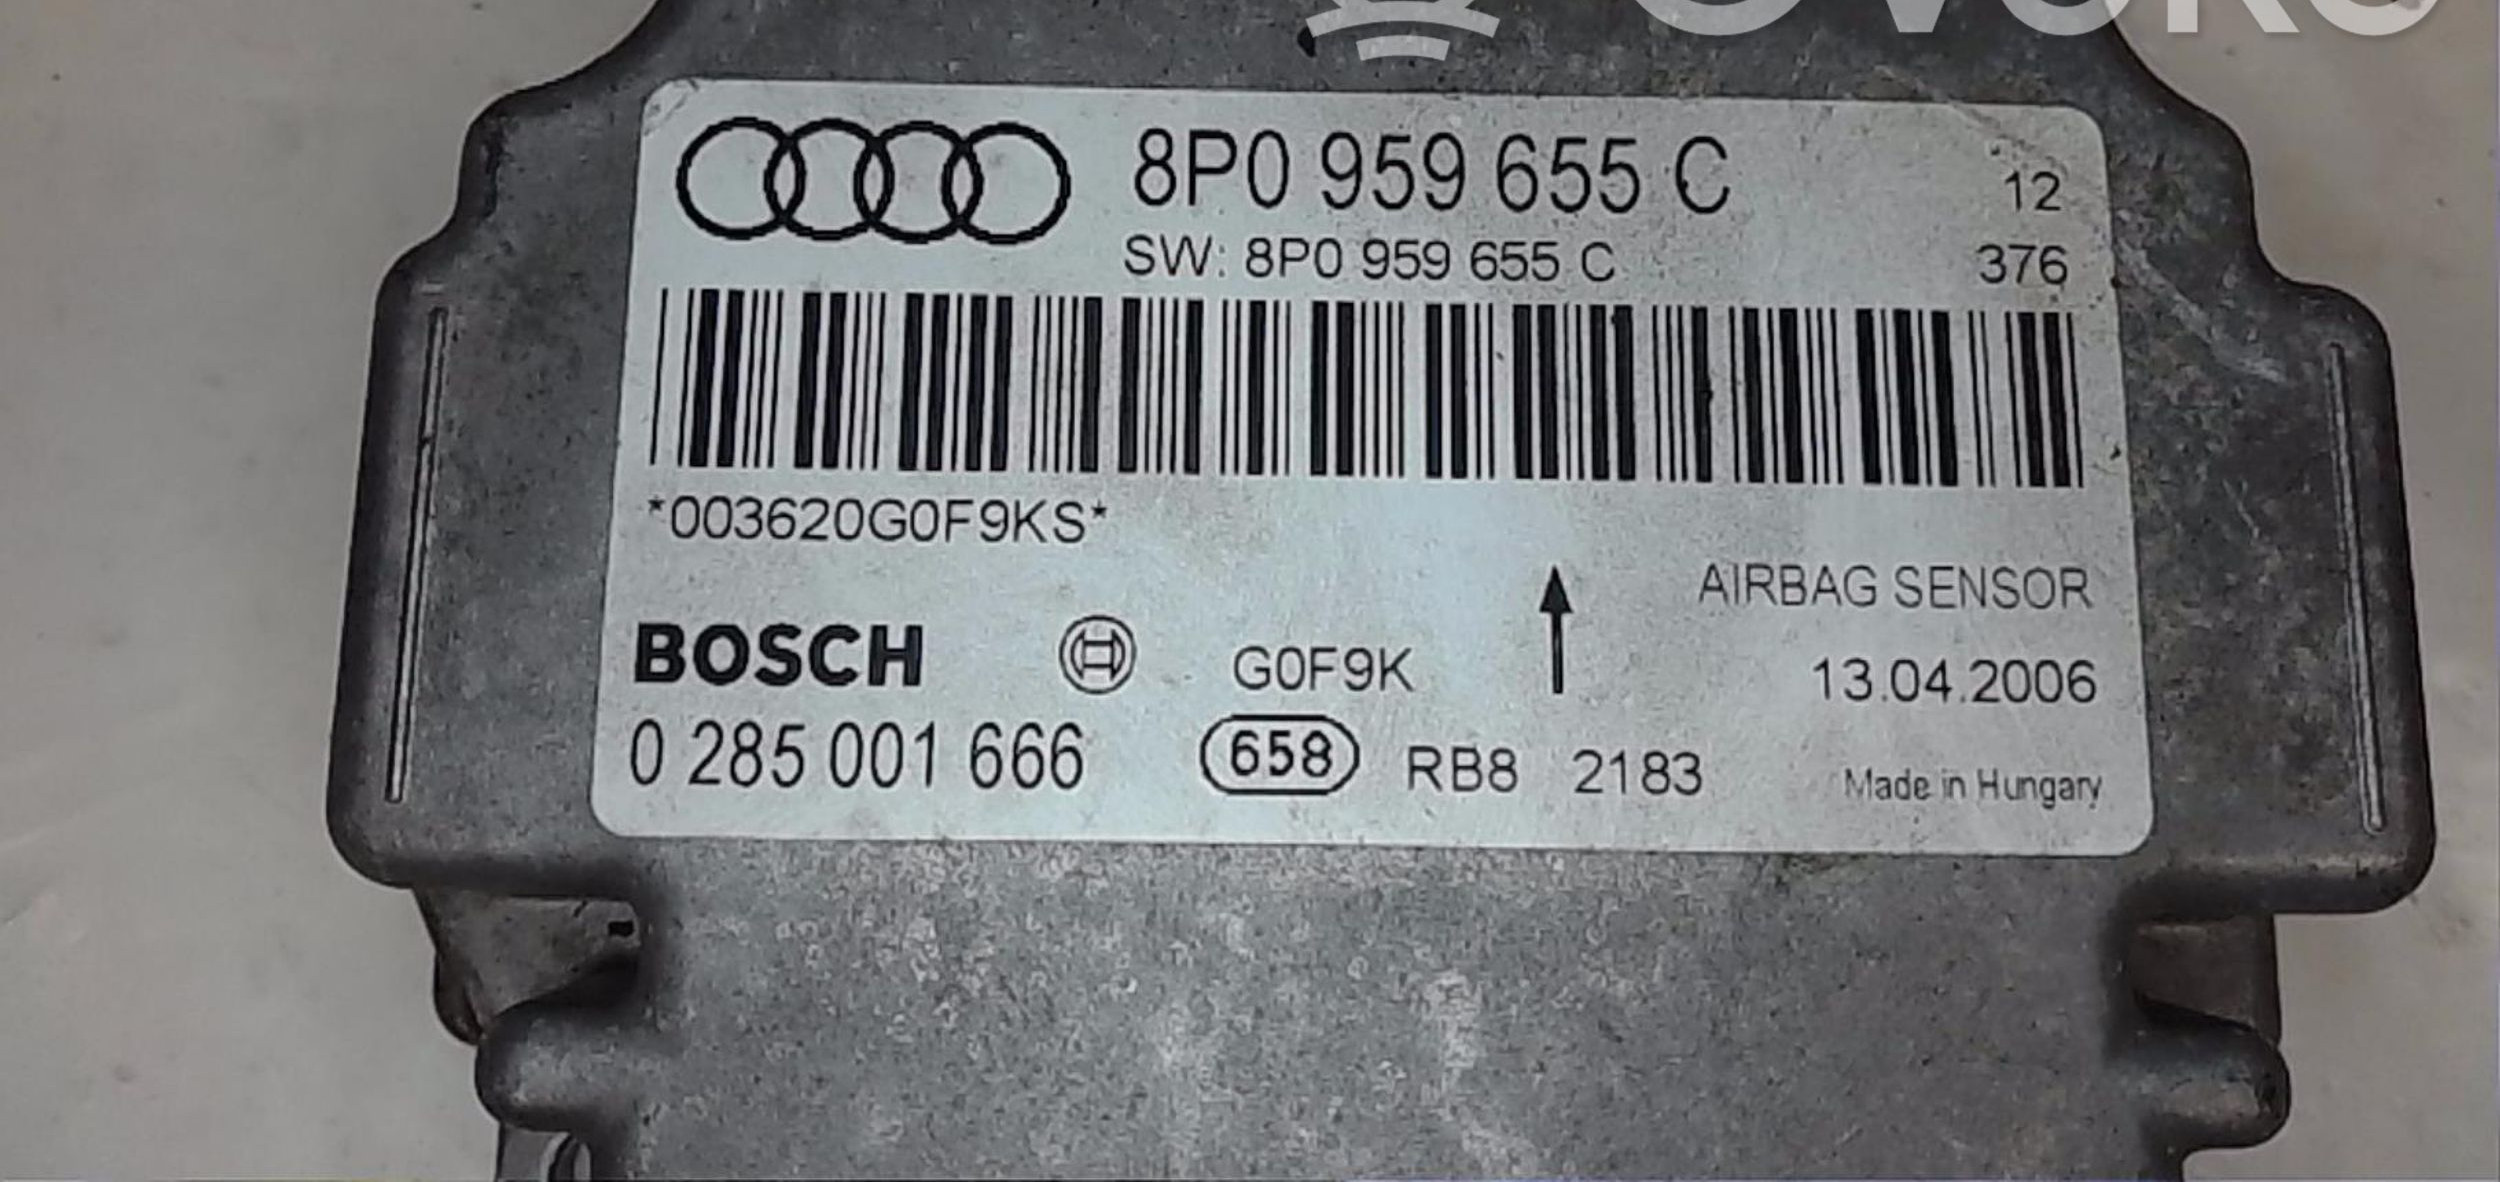 8P0 959 655 C 12
SW: 8P0 959 655 C 376
*003620G0F9KS*
AIRBAG SENSOR
BOSCH G0F9K 13.04.2006
0 285 001 666 658 RB8 2183 Made in Hungary